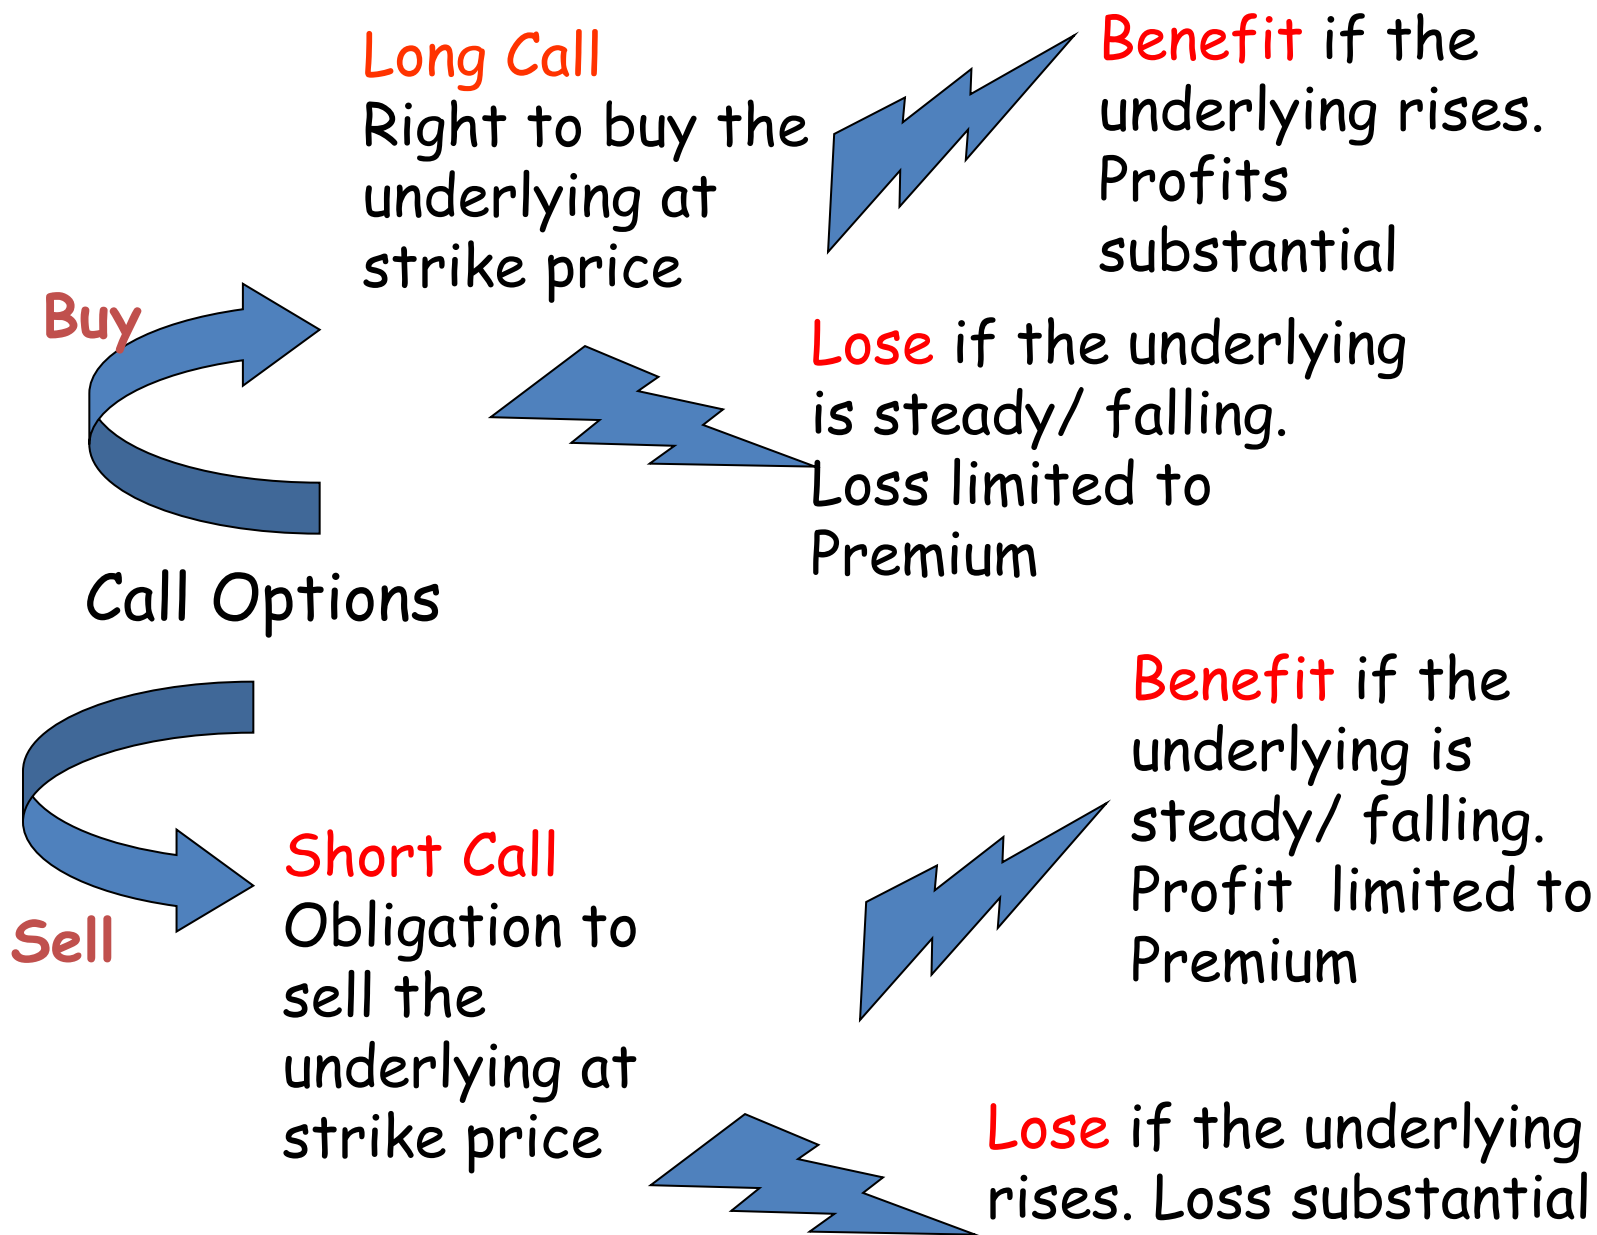 Long Call
Right to buy the
underlying at
strike price
Benefit if the
underlying rises.
Profits
substantial
Buy
Lose if the underlying
is steady/ falling.
Loss limited to
Premium
Call Options
Benefit if the
underlying is
steady/ falling.
Profit  limited to
Premium
Short Call
Obligation to
sell the
underlying at
strike price
Sell
Lose if the underlying
rises. Loss substantial